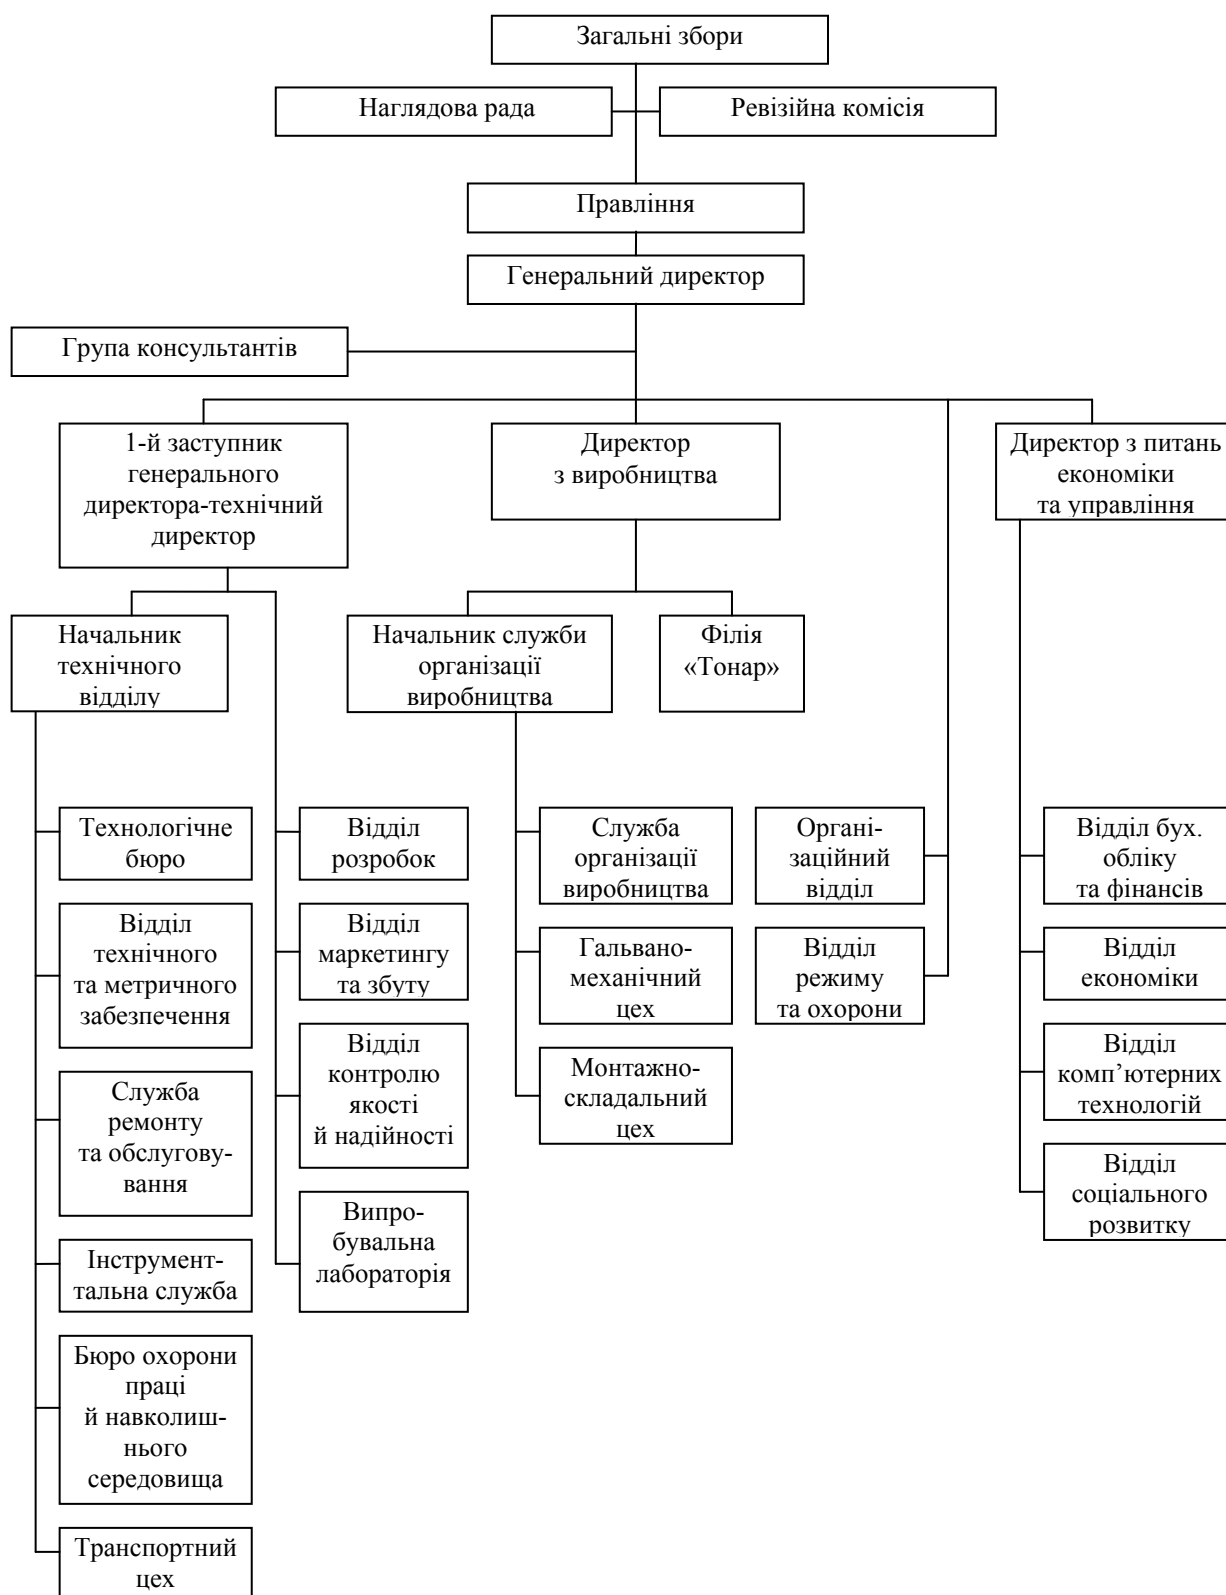 Загальні збори
Наглядова рада
Ревізійна комісія
Правління
Генеральний директор
Група консультантів
1-й заступник
генерального
директора-технічний
директор
Директор
з виробництва
Директор з питань
економіки
та управління
Начальник
технічного
відділу
Начальник служби
організації
виробництва
Філія
«Тонар»
Технологічне
бюро
Відділ
технічного
та метричного
забезпечення
Служба
ремонту
та обслугову-
вання
Інструмент-
тальна служба
Бюро охорони
праці
й навколиш-
нього
середовища
Транспортний
цех
Відділ
розробок
Відділ
маркетингу
та збуту
Відділ
контролю
якості
й надійності
Випро-
бувальна
лабораторія
Служба
організації
виробництва
Гальвано-
механічний
цех
Монтажно-
складальний
цех
Органі-
заційний
відділ
Відділ
режиму
та охорони
Відділ бух.
обліку
та фінансів
Відділ
економіки
Відділ
комп’ютерних
технологій
Відділ
соціального
розвитку